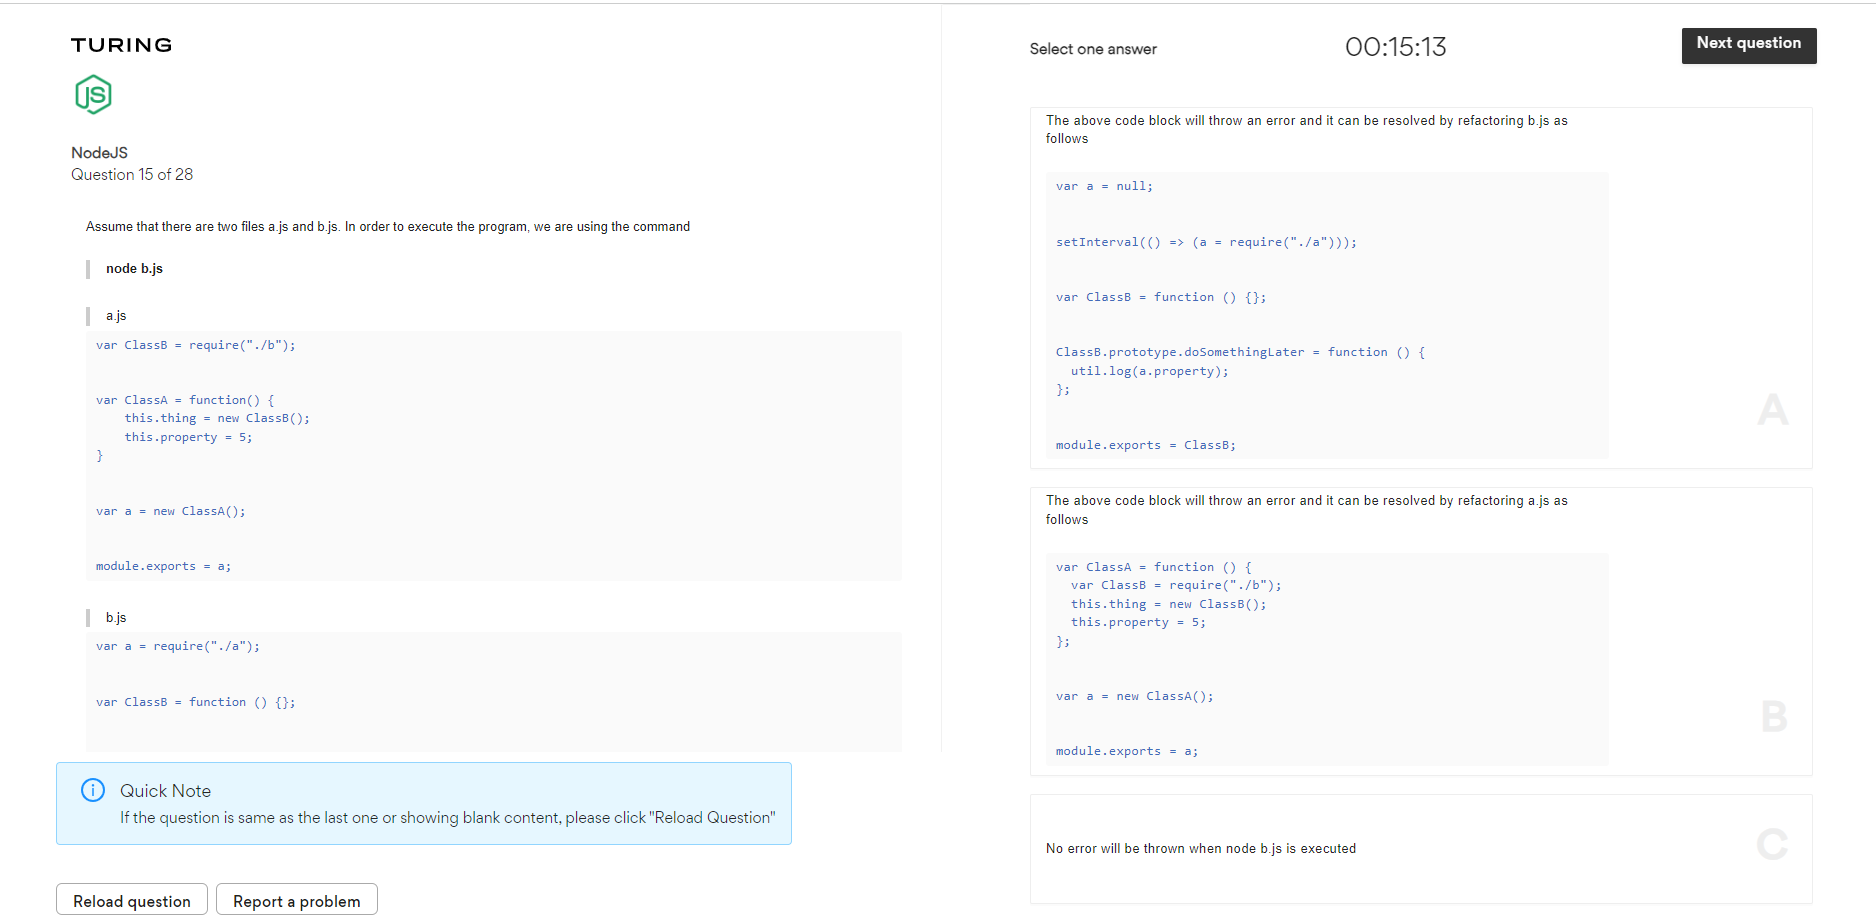 TURING
JS
NodeJS
Question 15 of 28
Assume that there are two files a.js and b.js. In order to execute the program, we are using the command
node b.js
a.js
var ClassB = require("./b");
var ClassA = function() {
    this.thing = new ClassB();
    this.property = 5;
}
var a = new ClassA();
module.exports = a;
b.js
var a = require("./a");
var ClassB = function () {};
Quick Note
If the question is same as the last one or showing blank content, please click "Reload Question"
Reload question
Report a problem
Select one answer
00:15:13
Next question
The above code block will throw an error and it can be resolved by refactoring b.js as
follows
var a = null;
setInterval(() => (a = require("./a")));
var ClassB = function () {};
ClassB.prototype.doSomethingLater = function () {
  util.log(a.property);
};
module.exports = ClassB;
A
The above code block will throw an error and it can be resolved by refactoring a.js as
follows
var ClassA = function () {
  var ClassB = require("./b");
  this.thing = new ClassB();
  this.property = 5;
};
var a = new ClassA();
module.exports = a;
B
No error will be thrown when node b.js is executed
C